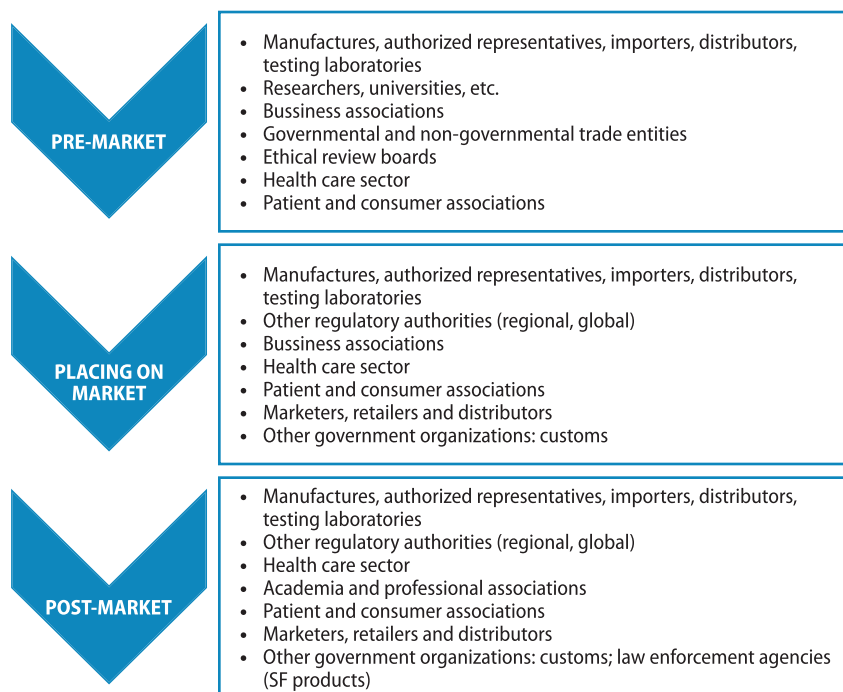 PRE-MARKET
• Manufactures, authorized representatives, importers, distributors,
testing laboratories
• Researchers, universities, etc.
• Bussiness associations
• Governmental and non-governmental trade entities
• Ethical review boards
• Health care sector
• Patient and consumer associations
PLACING ON
MARKET
• Manufactures, authorized representatives, importers, distributors,
testing laboratories
• Other regulatory authorities (regional, global)
• Bussiness associations
• Health care sector
• Patient and consumer associations
• Marketers, retailers and distributors
• Other government organizations: customs
POST-MARKET
• Manufactures, authorized representatives, importers, distributors,
testing laboratories
• Other regulatory authorities (regional, global)
• Health care sector
• Academia and professional associations
• Patient and consumer associations
• Marketers, retailers and distributors
• Other government organizations: customs; law enforcement agencies
(SF products)